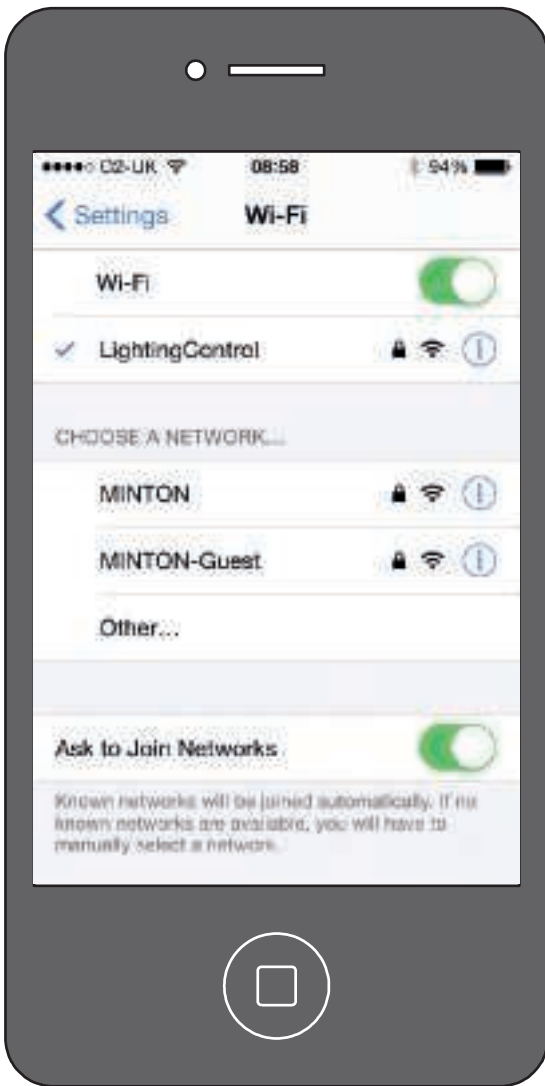 O2-UK 08:58 94%
Settings Wi-Fi
Wi-Fi
LightingControl
CHOOSE A NETWORK...
MINTON
MINTON-Guest
Other...
Ask to Join Networks
Known networks will be joined automatically. If no
known networks are available, you will have to
manually select a network.